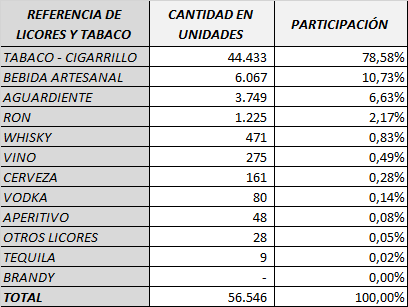 REFERENCIA DE LICORES Y TABACO CANTIDAD EN UNIDADES PARTICIPACIÓN
TABACO - CIGARRILLO 44.433 78,58%
BEBIDA ARTESANAL 6.067 10,73%
AGUARDIENTE 3.749 6,63%
RON 1.225 2,17%
WHISKY 471 0,83%
VINO 275 0,49%
CERVEZA 161 0,28%
VODKA 80 0,14%
APERITIVO 48 0,08%
OTROS LICORES 28 0,05%
TEQUILA 9 0,02%
BRANDY - 0,00%
TOTAL 56.546 100,00%